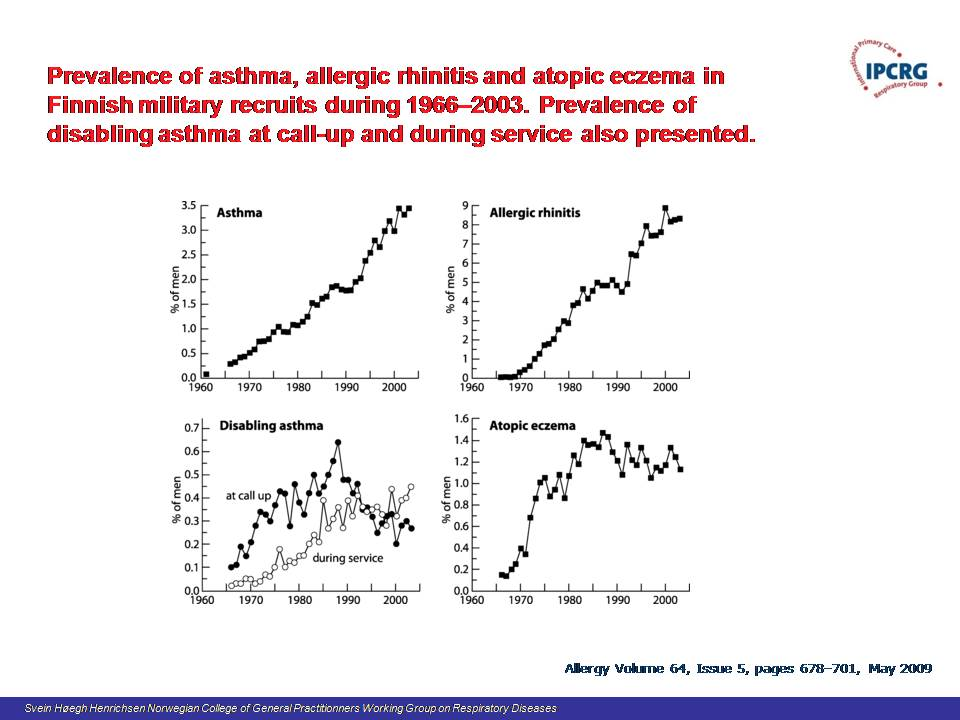 Prevalence of asthma, allergic rhinitis and atopic eczema in
Finnish military recruits during 1966–2003. Prevalence of
disabling asthma at call-up and during service also presented.
International Primary Care
IPCRG
Respiratory Group
Asthma
% of men
3.5
3.0
2.5
2.0
1.5
1.0
0.5
0.0
1960 1970 1980 1990 2000
Allergic rhinitis
% of men
9
8
7
6
5
4
3
2
1
0
1960 1970 1980 1990 2000
Disabling asthma
at call up
during service
% of men
0.7
0.6
0.5
0.4
0.3
0.2
0.1
0.0
1960 1970 1980 1990 2000
Atopic eczema
% of men
1.6
1.4
1.2
1.0
0.8
0.6
0.4
0.2
0.0
1960 1970 1980 1990 2000
Allergy Volume 64, Issue 5, pages 678–701, May 2009
Svein Høegh Henrichsen Norwegian College of General Practitionners Working Group on Respiratory Diseases